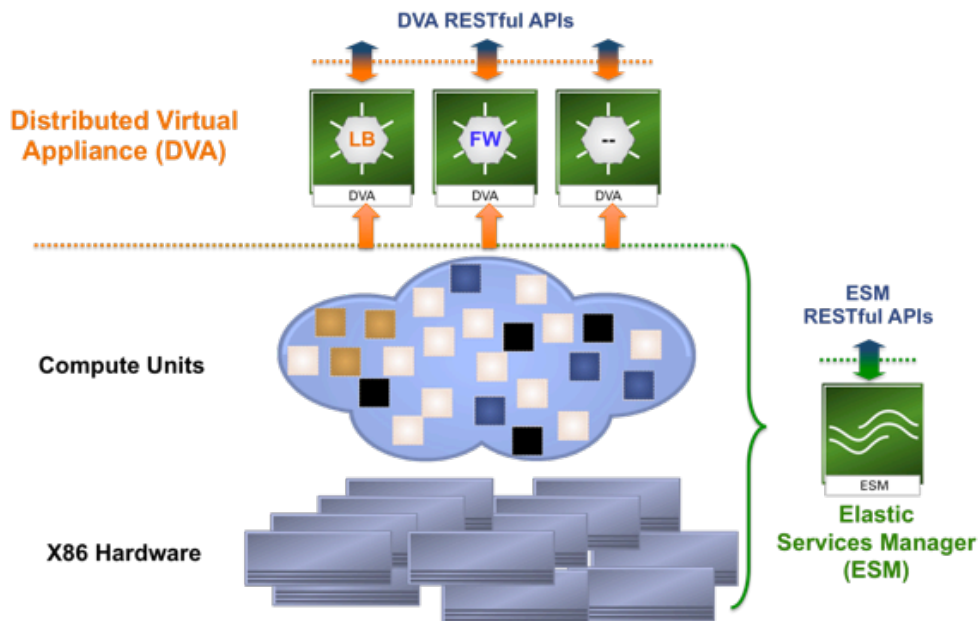 DVA RESTful APIs
Distributed Virtual
Appliance (DVA)
LB
FW
--
DVA
DVA
DVA
Compute Units
ESM
RESTful APIs
ESM
X86 Hardware
Elastic
Services Manager
(ESM)